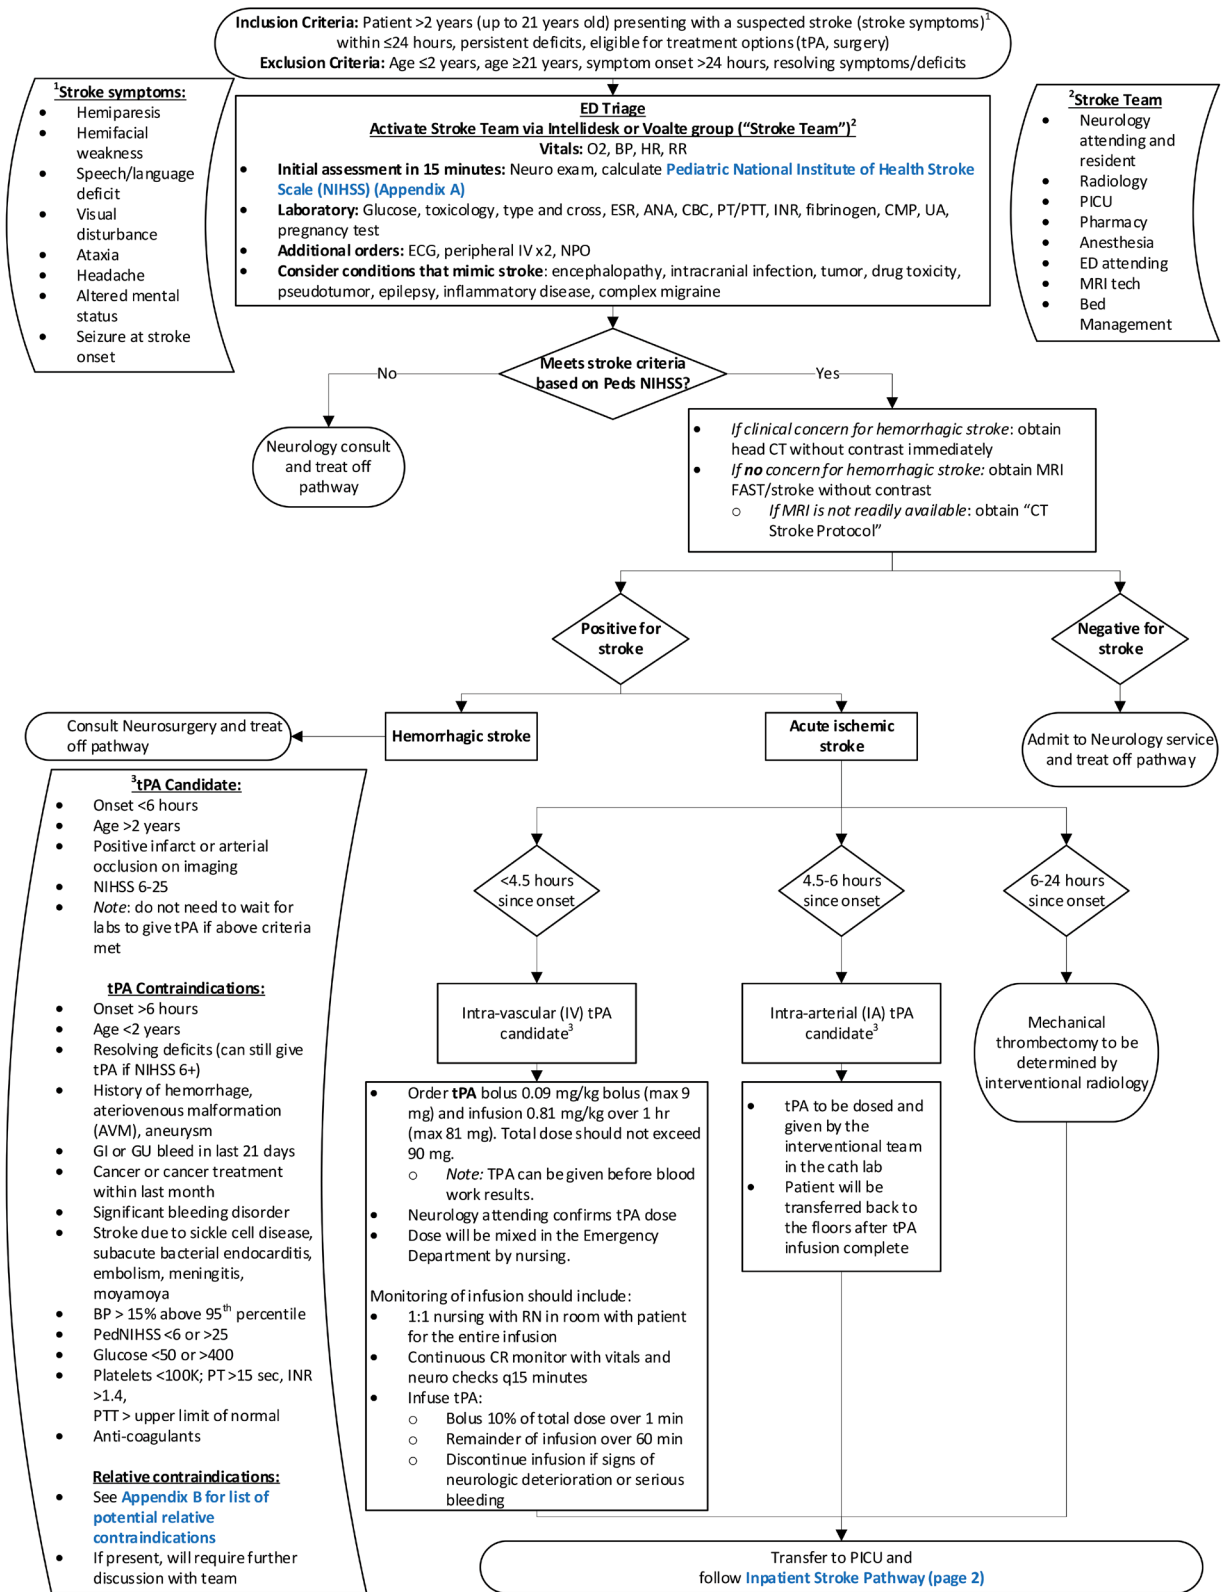 Inclusion Criteria: Patient >2 years (up to 21 years old) presenting with a suspected stroke (stroke symptoms)1
within ≤24 hours, persistent deficits, eligible for treatment options (tPA, surgery)
Exclusion Criteria: Age ≤2 years, age ≥21 years, symptom onset >24 hours, resolving symptoms/deficits
1Stroke symptoms:
• Hemiparesis
• Hemifacial
weakness
• Speech/language
deficit
• Visual
disturbance
• Ataxia
• Headache
• Altered mental
status
• Seizure at stroke
onset
ED Triage
Activate Stroke Team via Intellidesk or Voalte group (“Stroke Team”)2
Vitals: O2, BP, HR, RR
• Initial assessment in 15 minutes: Neuro exam, calculate Pediatric National Institute of Health Stroke
Scale (NIHSS) (Appendix A)
• Laboratory: Glucose, toxicology, type and cross, ESR, ANA, CBC, PT/PTT, INR, fibrinogen, CMP, UA,
pregnancy test
• Additional orders: ECG, peripheral IV x2, NPO
• Consider conditions that mimic stroke: encephalopathy, intracranial infection, tumor, drug toxicity,
pseudotumor, epilepsy, inflammatory disease, complex migraine
2Stroke Team
• Neurology
attending and
resident
• Radiology
• PICU
• Pharmacy
• Anesthesia
• ED attending
• MRI tech
• Bed
Management
Meets stroke criteria
based on Peds NIHSS?
No
Yes
Neurology consult
and treat off
pathway
• If clinical concern for hemorrhagic stroke: obtain
head CT without contrast immediately
• If no concern for hemorrhagic stroke: obtain MRI
FAST/stroke without contrast
o If MRI is not readily available: obtain “CT
Stroke Protocol”
Positive for
stroke
Negative for
stroke
Consult Neurosurgery and treat
off pathway
Hemorrhagic stroke
Acute ischemic
stroke
Admit to Neurology service
and treat off pathway
3tPA Candidate:
• Onset <6 hours
• Age >2 years
• Positive infarct or arterial
occlusion on imaging
• NIHSS 6-25
• Note: do not need to wait for
labs to give tPA if above criteria
met
tPA Contraindications:
• Onset >6 hours
• Age <2 years
• Resolving deficits (can still give
tPA if NIHSS 6+)
• History of hemorrhage,
ateriovenous malformation
(AVM), aneurysm
• GI or GU bleed in last 21 days
• Cancer or cancer treatment
within last month
• Significant bleeding disorder
• Stroke due to sickle cell disease,
subacute bacterial endocarditis,
embolism, meningitis,
moyamoya
• BP > 15% above 95th percentile
• PedNIHSS <6 or >25
• Glucose <50 or >400
• Platelets <100K; PT >15 sec, INR
>1.4,
PTT > upper limit of normal
• Anti-coagulants
Relative contraindications:
• See Appendix B for list of
potential relative
contraindications
• If present, will require further
discussion with team
<4.5 hours
since onset
4.5-6 hours
since onset
6-24 hours
since onset
Intra-vascular (IV) tPA
candidate3
Intra-arterial (IA) tPA
candidate3
Mechanical
thrombectomy to be
determined by
interventional radiology
• Order tPA bolus 0.09 mg/kg bolus (max 9
mg) and infusion 0.81 mg/kg over 1 hr
(max 81 mg). Total dose should not exceed
90 mg.
o Note: TPA can be given before blood
work results.
• Neurology attending confirms tPA dose
• Dose will be mixed in the Emergency
Department by nursing.
Monitoring of infusion should include:
• 1:1 nursing with RN in room with patient
for the entire infusion
• Continuous CR monitor with vitals and
neuro checks q15 minutes
• Infuse tPA:
o Bolus 10% of total dose over 1 min
o Remainder of infusion over 60 min
o Discontinue infusion if signs of
neurologic deterioration or serious
bleeding
• tPA to be dosed and
given by the
interventional team
in the cath lab
• Patient will be
transferred back to
the floors after tPA
infusion complete
Transfer to PICU and
follow Inpatient Stroke Pathway (page 2)